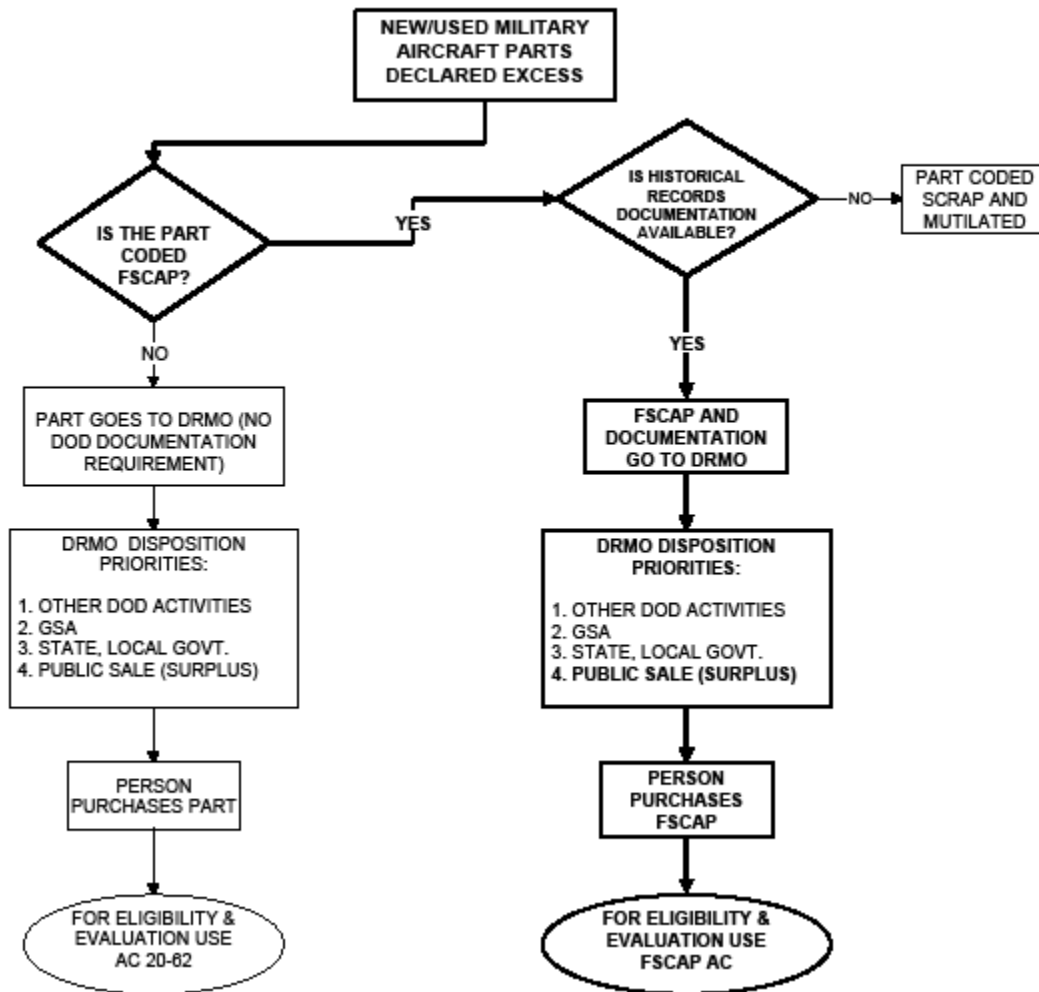 NEW/USED MILITARY
AIRCRAFT PARTS
DECLARED EXCESS
IS THE PART
CODED
FSCAP?
YES
IS HISTORICAL
RECORDS
DOCUMENTATION
AVAILABLE?
NO
PART CODED
SCRAP AND
MUTILATED
NO
PART GOES TO DRMO (NO
DOD DOCUMENTATION
REQUIREMENT)
DRMO DISPOSITION
PRIORITIES:
1. OTHER DOD ACTIVITIES
2. GSA
3. STATE, LOCAL GOVT.
4. PUBLIC SALE (SURPLUS)
PERSON
PURCHASES PART
FOR ELIGIBILITY &
EVALUATION USE
AC 20-62
YES
FSCAP AND
DOCUMENTATION
GO TO DRMO
DRMO DISPOSITION
PRIORITIES:
1. OTHER DOD ACTIVITIES
2. GSA
3. STATE, LOCAL GOVT.
4. PUBLIC SALE (SURPLUS)
PERSON
PURCHASES
FSCAP
FOR ELIGIBILITY &
EVALUATION USE
FSCAP AC